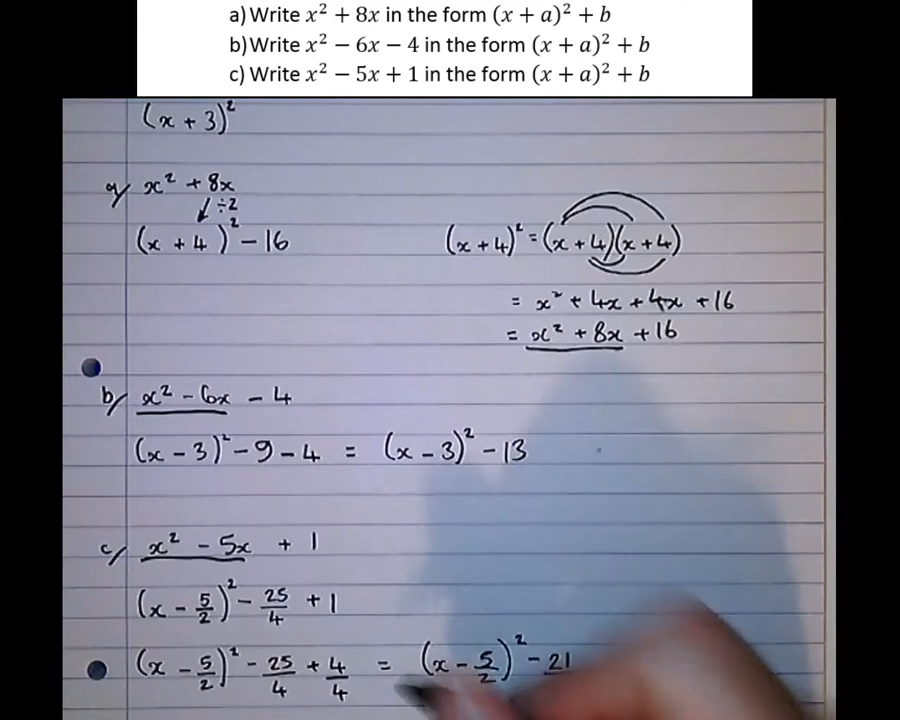 a) Write x² + 8x in the form (x + a)² + b
b) Write x² − 6x − 4 in the form (x + a)² + b
c) Write x² − 5x + 1 in the form (x + a)² + b
(x + 3)²
a) x² + 8x
÷2
(x + 4)² − 16
(x + 4)² = (x + 4)(x + 4)
= x² + 4x + 4x + 16
= x² + 8x + 16
b) x² − 6x − 4
(x − 3)² − 9 − 4 = (x − 3)² − 13
c) x² − 5x + 1
(x − 5/2)² − 25/4 + 1
(x − 5/2)² − 25/4 + 4/4 = (x − 5/2)² − 21